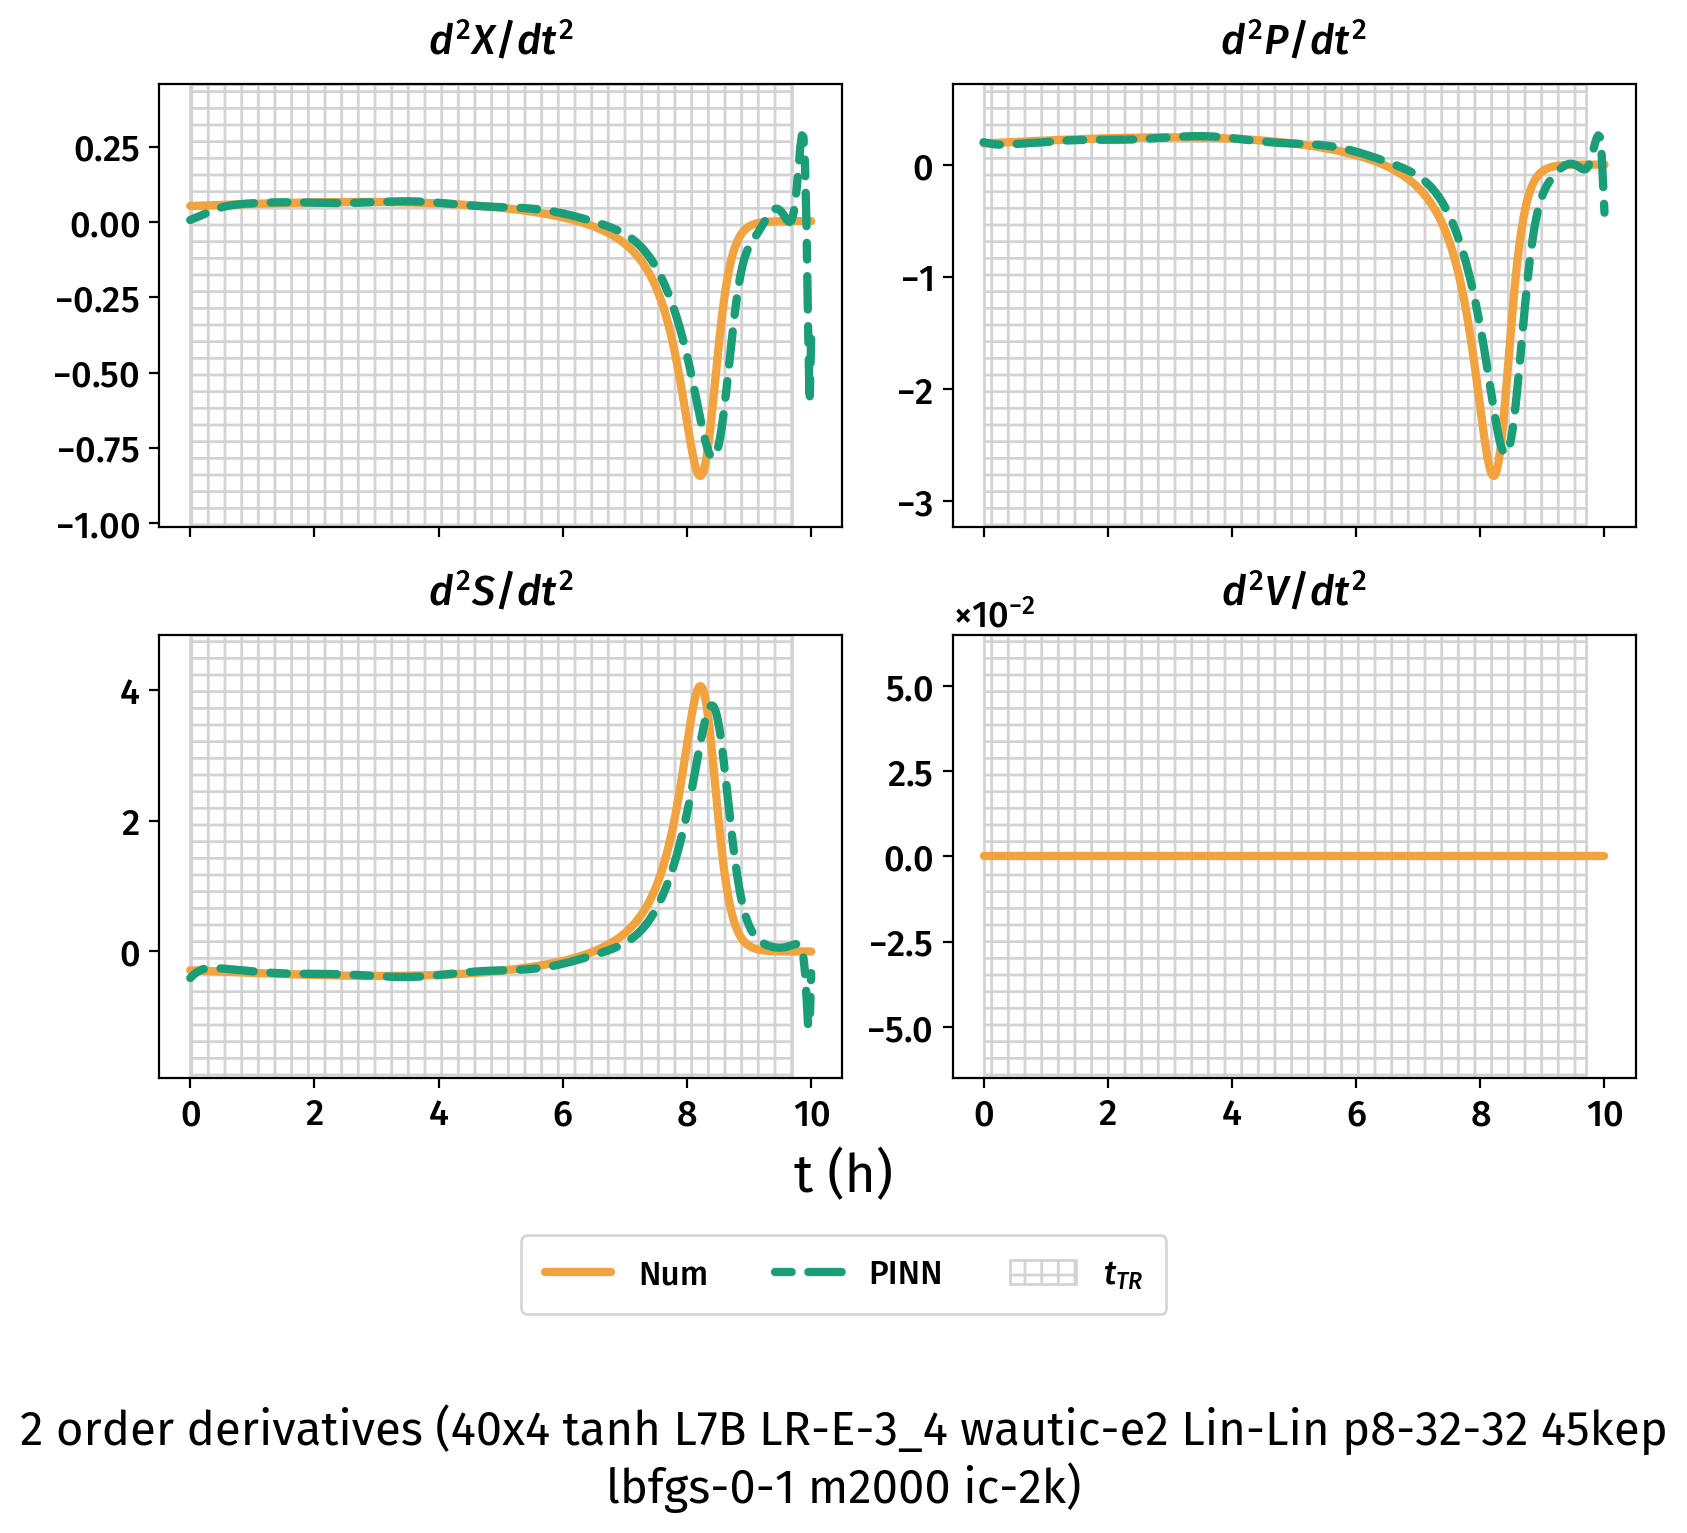 d²X/dt²
d²P/dt²
0.25
0.00
−0.25
−0.50
−0.75
−1.00
0
−1
−2
−3
d²S/dt²
d²V/dt²
×10⁻²
4
2
0
5.0
2.5
0.0
−2.5
−5.0
0 2 4 6 8 10
0 2 4 6 8 10
t (h)
Num PINN t_TR
2 order derivatives (40x4 tanh L7B LR-E-3_4 wautic-e2 Lin-Lin p8-32-32 45kep
lbfgs-0-1 m2000 ic-2k)